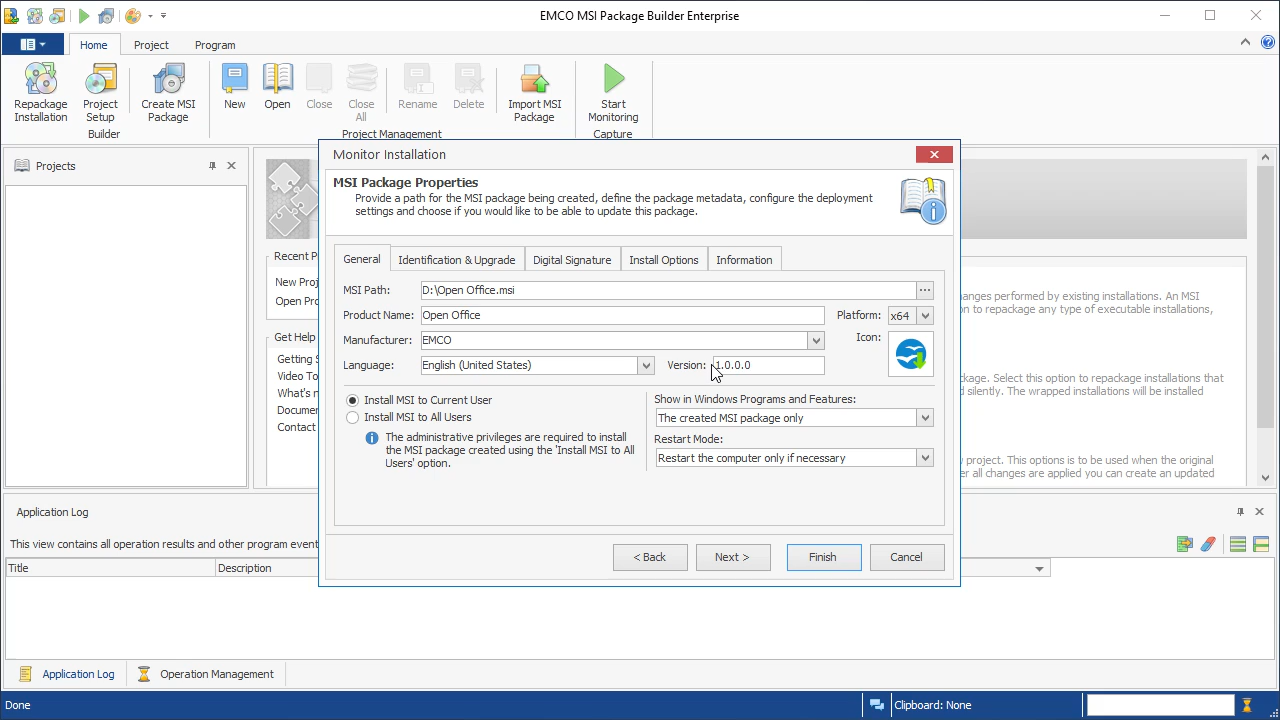 EMCO MSI Package Builder Enterprise
Home
Project
Program
Repackage Installation
Project Setup
Create MSI Package
New
Open
Close
Close All
Rename
Delete
Import MSI Package
Start Monitoring
Builder
Project Management
Capture
Projects
Monitor Installation
MSI Package Properties
Provide a path for the MSI package being created, define the package metadata, configure the deployment
settings and choose if you would like to be able to update this package.
General
Identification & Upgrade
Digital Signature
Install Options
Information
MSI Path:
D:\Open Office.msi
Product Name:
Open Office
Platform:
x64
Manufacturer:
EMCO
Icon:
Language:
English (United States)
Version:
1.0.0.0
Install MSI to Current User
Install MSI to All Users
The administrative privileges are required to install
the MSI package created using the 'Install MSI to All
Users' option.
Show in Windows Programs and Features:
The created MSI package only
Restart Mode:
Restart the computer only if necessary
< Back
Next >
Finish
Cancel
Recent P
New Proj
Open Pro
Get Help
Getting S
Video To
What's n
Documen
Contact
anges performed by existing installations. An MSI
on to repackage any type of executable installations,
kage. Select this option to repackage installations that
d silently. The wrapped installations will be installed
w project. This options is to be used when the original
er all changes are applied you can create an updated
Application Log
This view contains all operation results and other program event
Title
Description
Application Log
Operation Management
Done
Clipboard: None